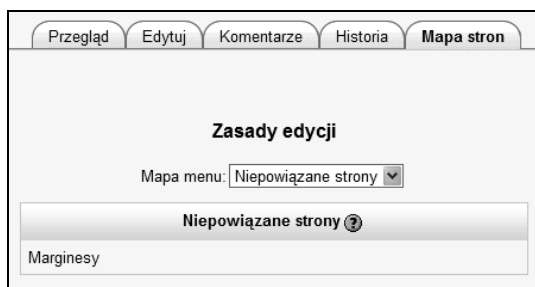 Przegląd Edytuj Komentarze Historia Mapa stron
Zasady edycji
Mapa menu: Niepowiązane strony
Niepowiązane strony ?
Marginesy